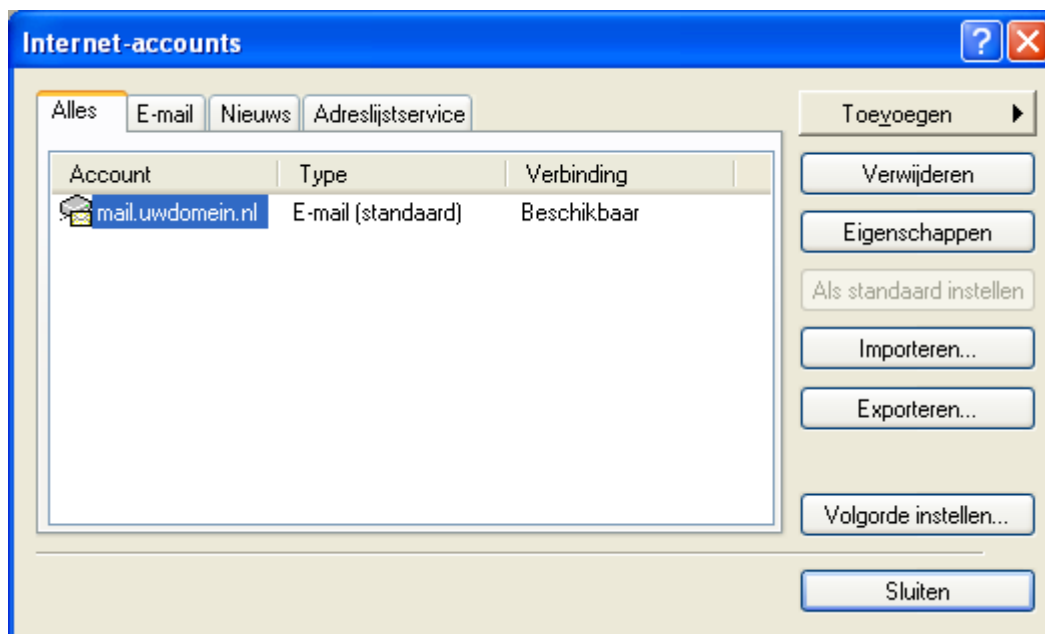 Internet-accounts
Alles E-mail Nieuws Adreslijstservice
Toevoegen
Account Type Verbinding
Verwijderen
mail.uwdomein.nl E-mail (standaard) Beschikbaar
Eigenschappen
Als standaard instellen
Importeren...
Exporteren...
Volgorde instellen...
Sluiten